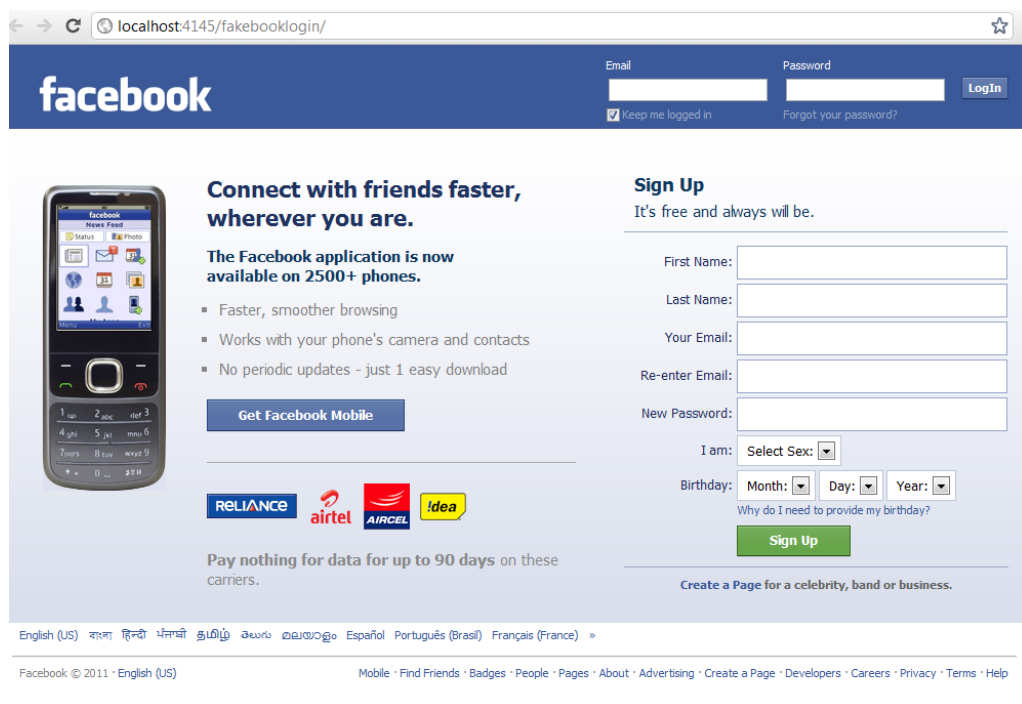 localhost:4145/fakebooklogin/
facebook
Email
Password
LogIn
Keep me logged in
Forgot your password?
facebook
News Feed
Status
Photo
Menu
Exit
Connect with friends faster,
wherever you are.
The Facebook application is now
available on 2500+ phones.
Faster, smoother browsing
Works with your phone's camera and contacts
No periodic updates - just 1 easy download
Get Facebook Mobile
RELIANCE
airtel
AIRCEL
!dea
Pay nothing for data for up to 90 days on these
carriers.
Sign Up
It's free and always will be.
First Name:
Last Name:
Your Email:
Re-enter Email:
New Password:
I am: Select Sex:
Birthday: Month: Day: Year:
Why do I need to provide my birthday?
Sign Up
Create a Page for a celebrity, band or business.
English (US) বাংলা हिन्दी ਪੰਜਾਬੀ தமிழ் తెలుగు മലയാളം Español Português (Brasil) Français (France) »
Facebook © 2011 · English (US)
Mobile · Find Friends · Badges · People · Pages · About · Advertising · Create a Page · Developers · Careers · Privacy · Terms · Help